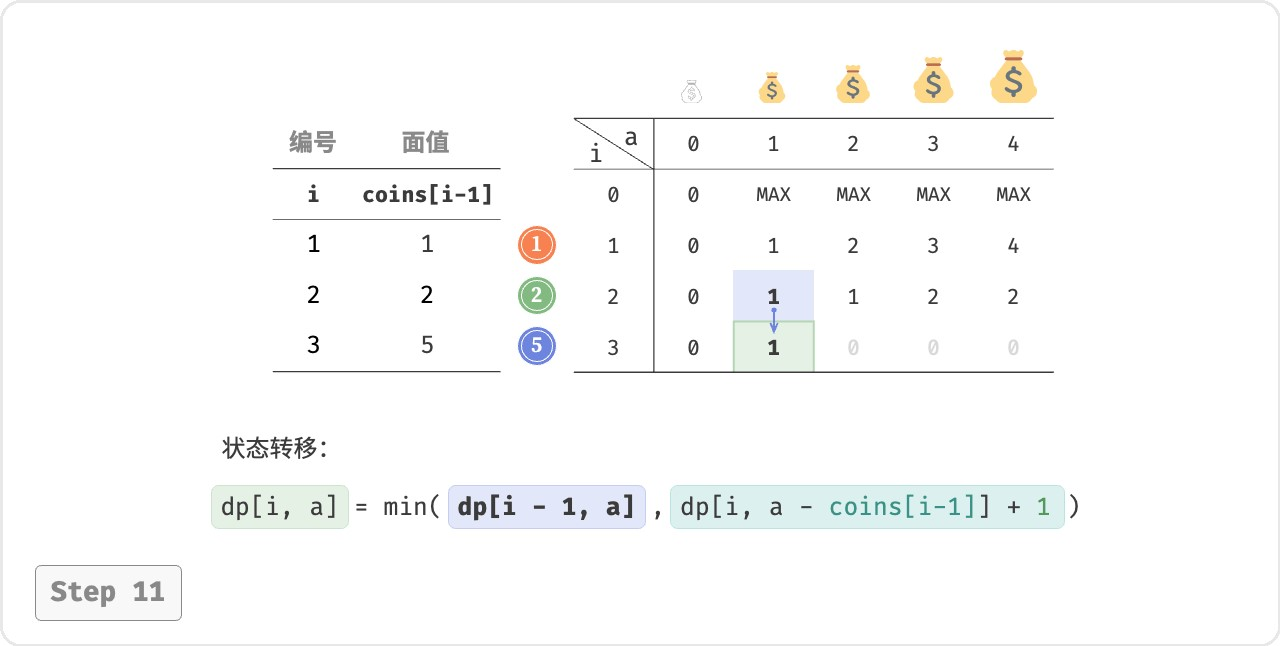 $ $ $ $ $
编号 面值
i coins[i-1]
1 1 1
2 2 2
3 5 5
i a 0 1 2 3 4
0 0 MAX MAX MAX MAX
1 0 1 2 3 4
2 0 1 1 2 2
3 0 1 0 0 0
状态转移：
dp[i, a] = min( dp[i - 1, a] , dp[i, a - coins[i-1]] + 1 )
Step 11